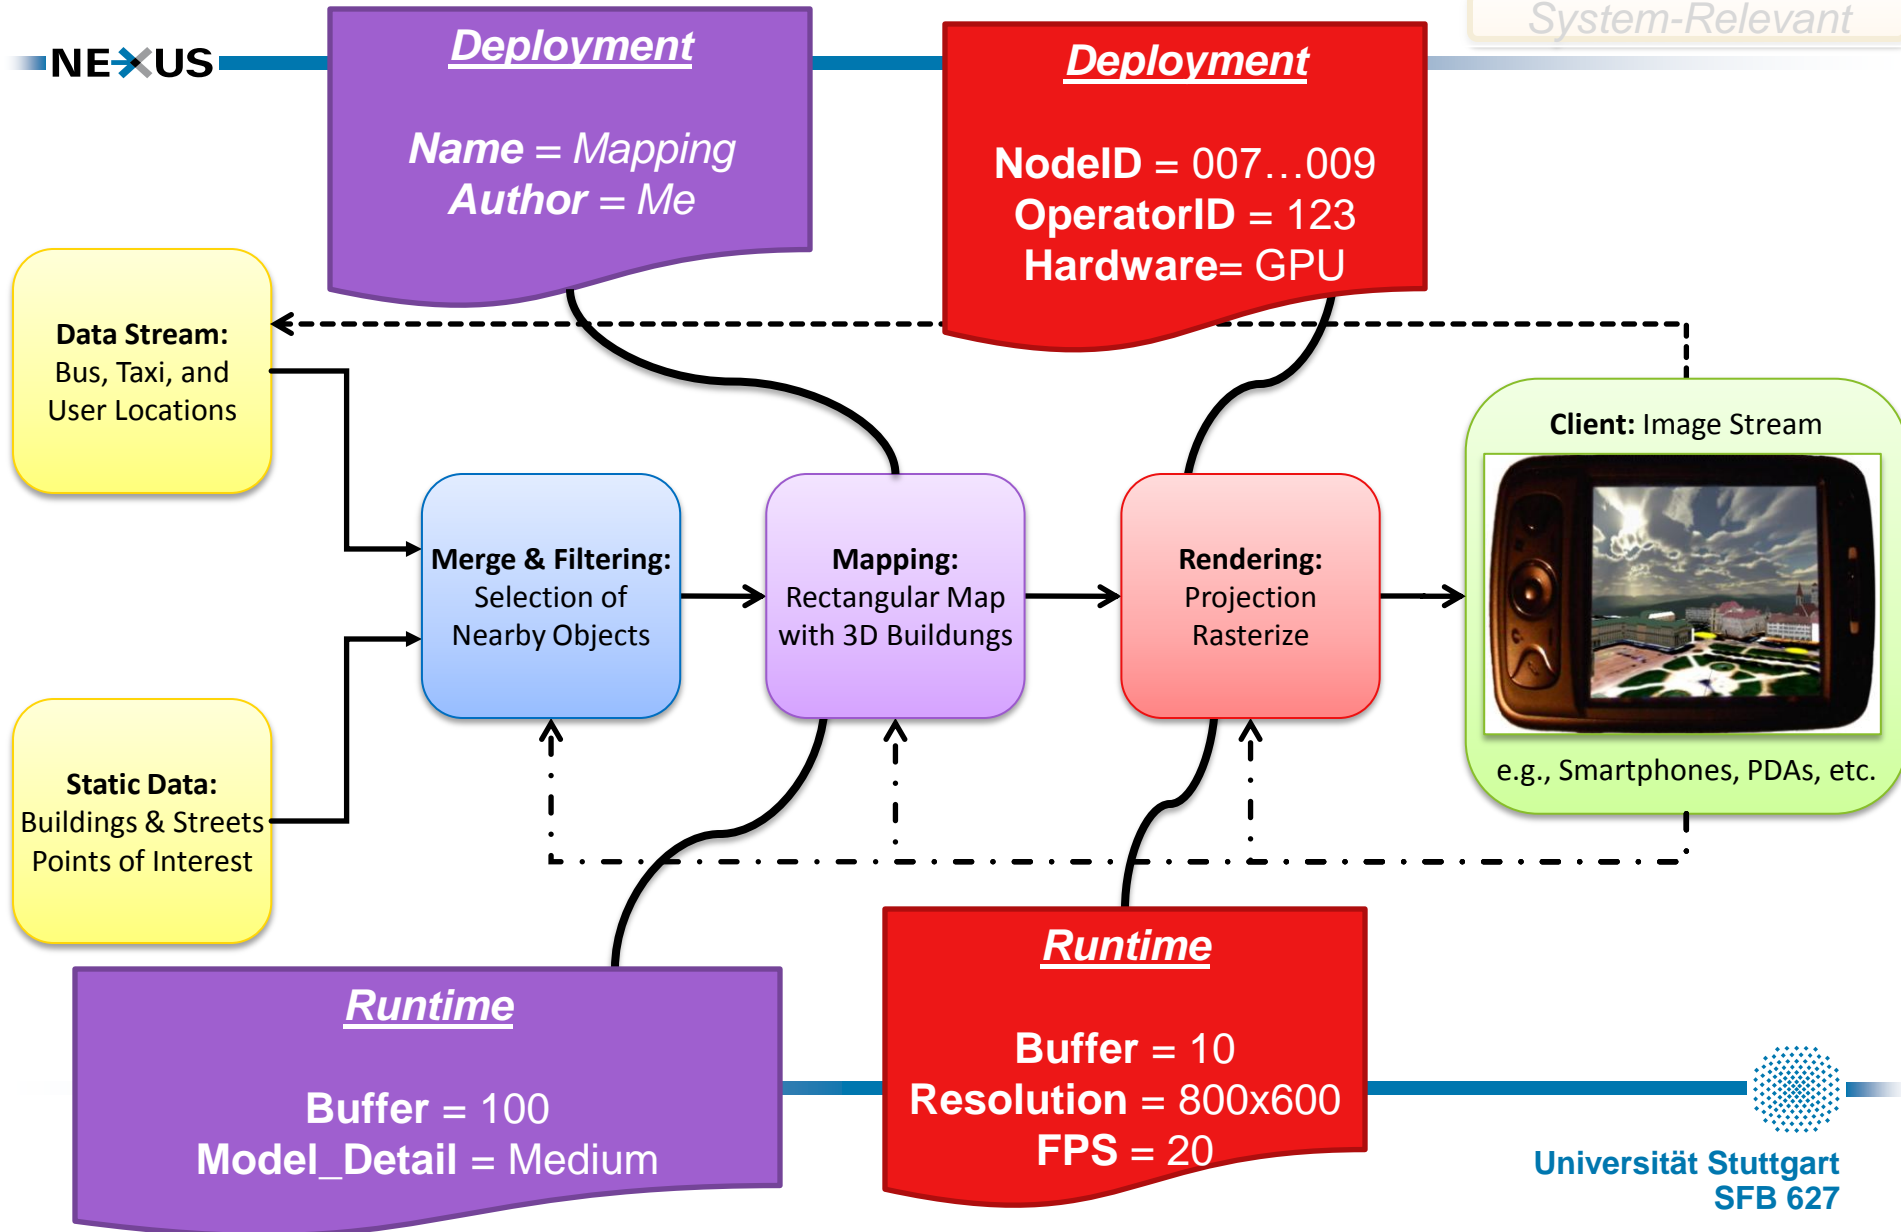 System-Relevant
NEXUS
Deployment
Name = Mapping
Author = Me
Deployment
NodeID = 007...009
OperatorID = 123
Hardware= GPU
Data Stream:
Bus, Taxi, and
User Locations
Client: Image Stream
Merge & Filtering:
Selection of
Nearby Objects
Mapping:
Rectangular Map
with 3D Buildungs
Rendering:
Projection
Rasterize
e.g., Smartphones, PDAs, etc.
Static Data:
Buildings & Streets
Points of Interest
Runtime
Buffer = 100
Model_Detail = Medium
Runtime
Buffer = 10
Resolution = 800x600
FPS = 20
Universität Stuttgart
SFB 627